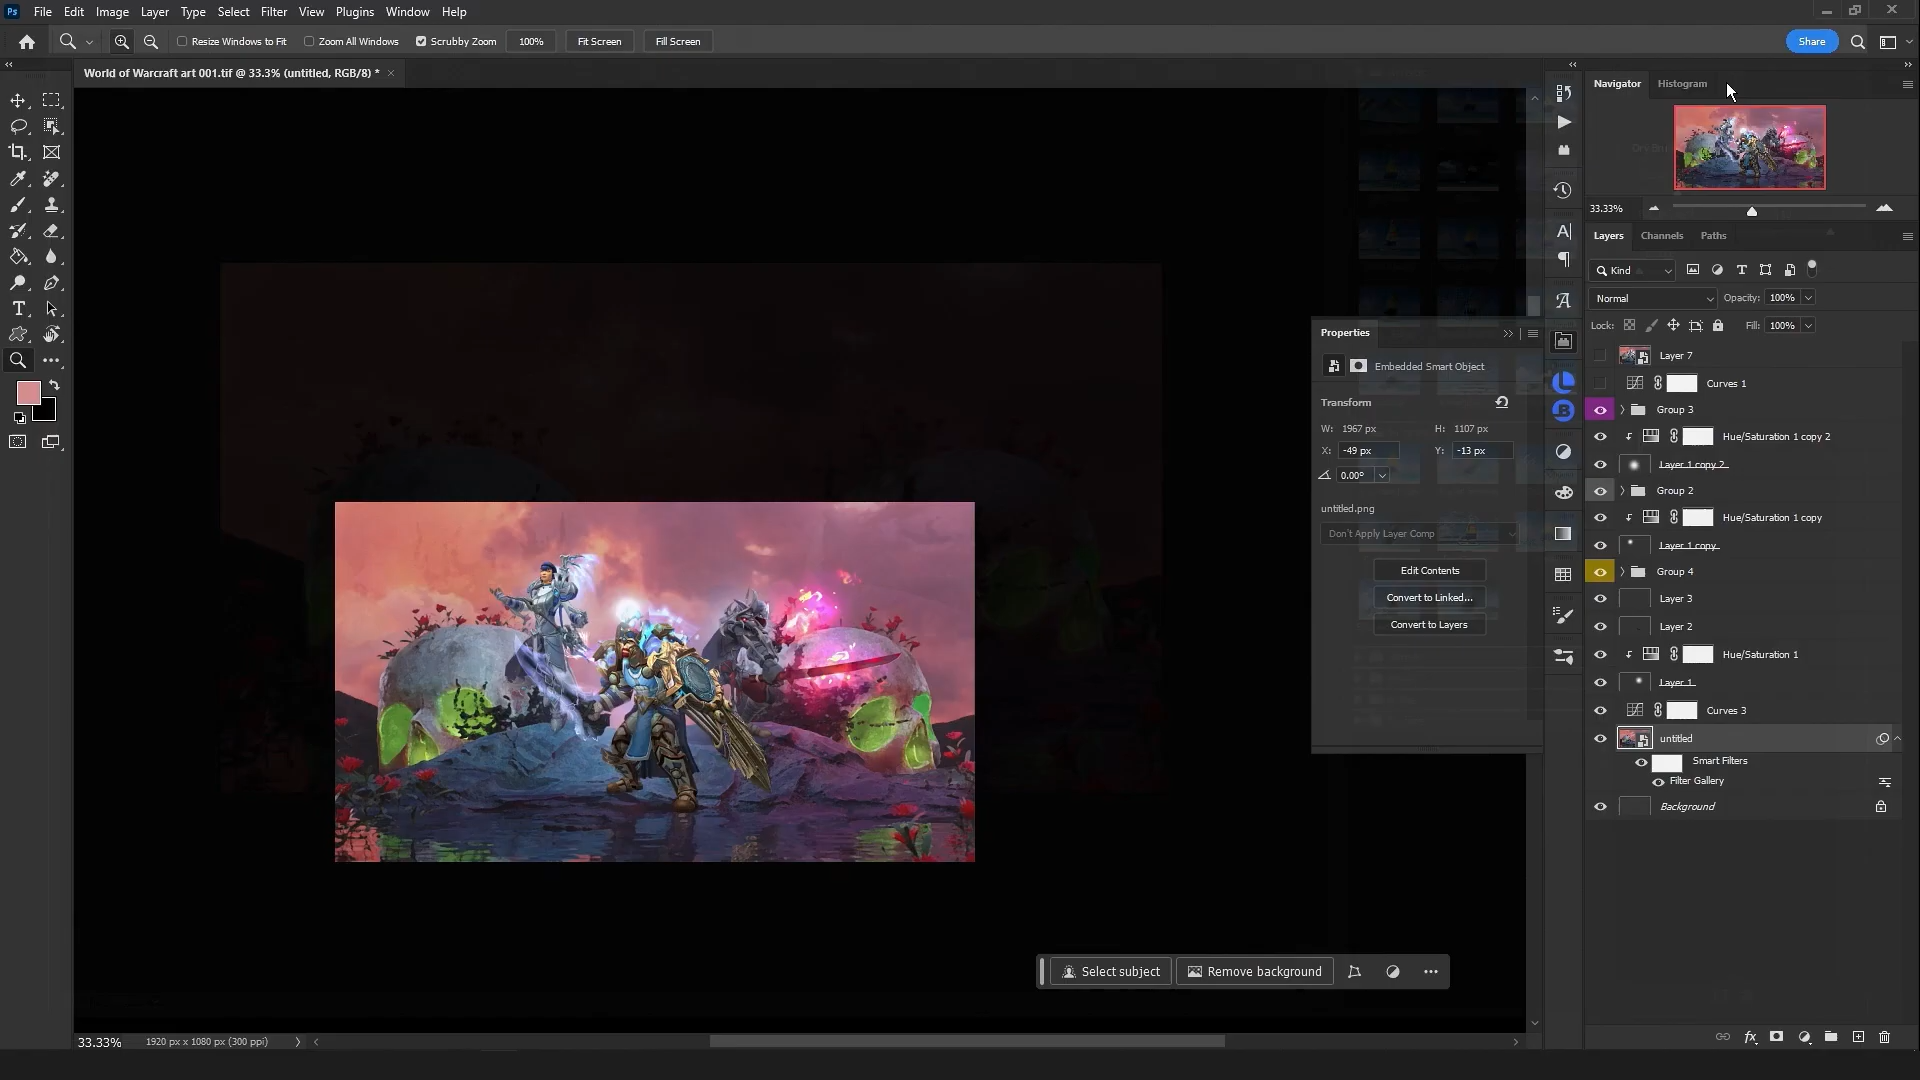 Ps File Edit Image Layer Type Select Filter View Plugins Window Help
Resize Windows to Fit Zoom All Windows Scrubby Zoom 100% Fit Screen Fill Screen Share
World of Warcraft art 001.tif @ 33.3% (untitled, RGB/8) * ×
Navigator Histogram
33.33%
Layers Channels Paths
Kind
Normal Opacity: 100%
Lock: Fill: 100%
Properties
Embedded Smart Object
Transform
W: 1967 px H: 1107 px
X: -49 px Y: -13 px
0.00°
untitled.png
Don't Apply Layer Comp
Edit Contents
Convert to Linked...
Convert to Layers
Layer 7
Curves 1
Group 3
Hue/Saturation 1 copy 2
Layer 1 copy 2
Group 2
Hue/Saturation 1 copy
Layer 1 copy
Group 4
Layer 3
Layer 2
Hue/Saturation 1
Layer 1
Curves 3
untitled
Smart Filters
Filter Gallery
Background
Select subject Remove background
33.33% 1920 px x 1080 px (300 ppi)
fx